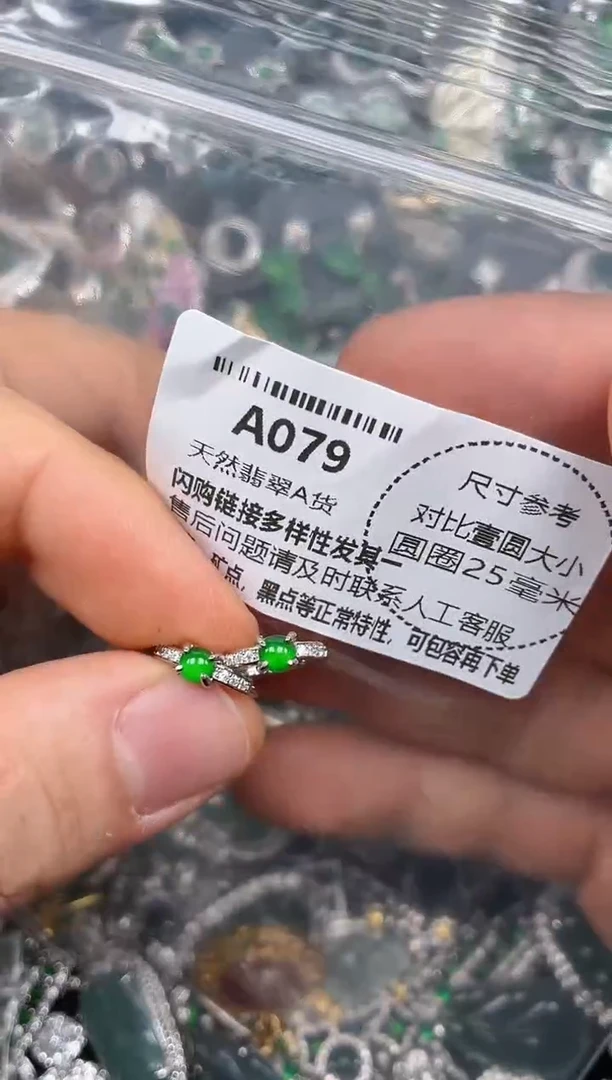 A079
天然翡翠A货
闪购链接多样性发其一
售后问题请及时联系人工客服
矿点，黑点等正常特性，可包容再下单
尺寸参考
对比壹圆大小
圆圈25毫米